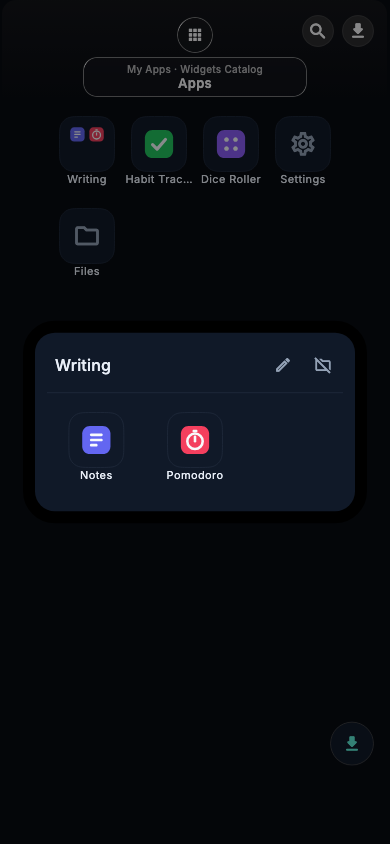 My Apps · Widgets Catalog
Apps
Writing
Habit Trac...
Dice Roller
Settings
Files
Writing
Notes
Pomodoro